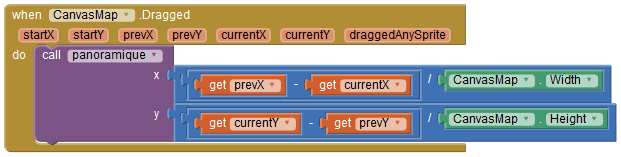 when CanvasMap .Dragged
startX startY prevX prevY currentX currentY draggedAnySprite
do call panoramique
x get prevX - get currentX / CanvasMap . Width
y get currentY - get prevY / CanvasMap . Height